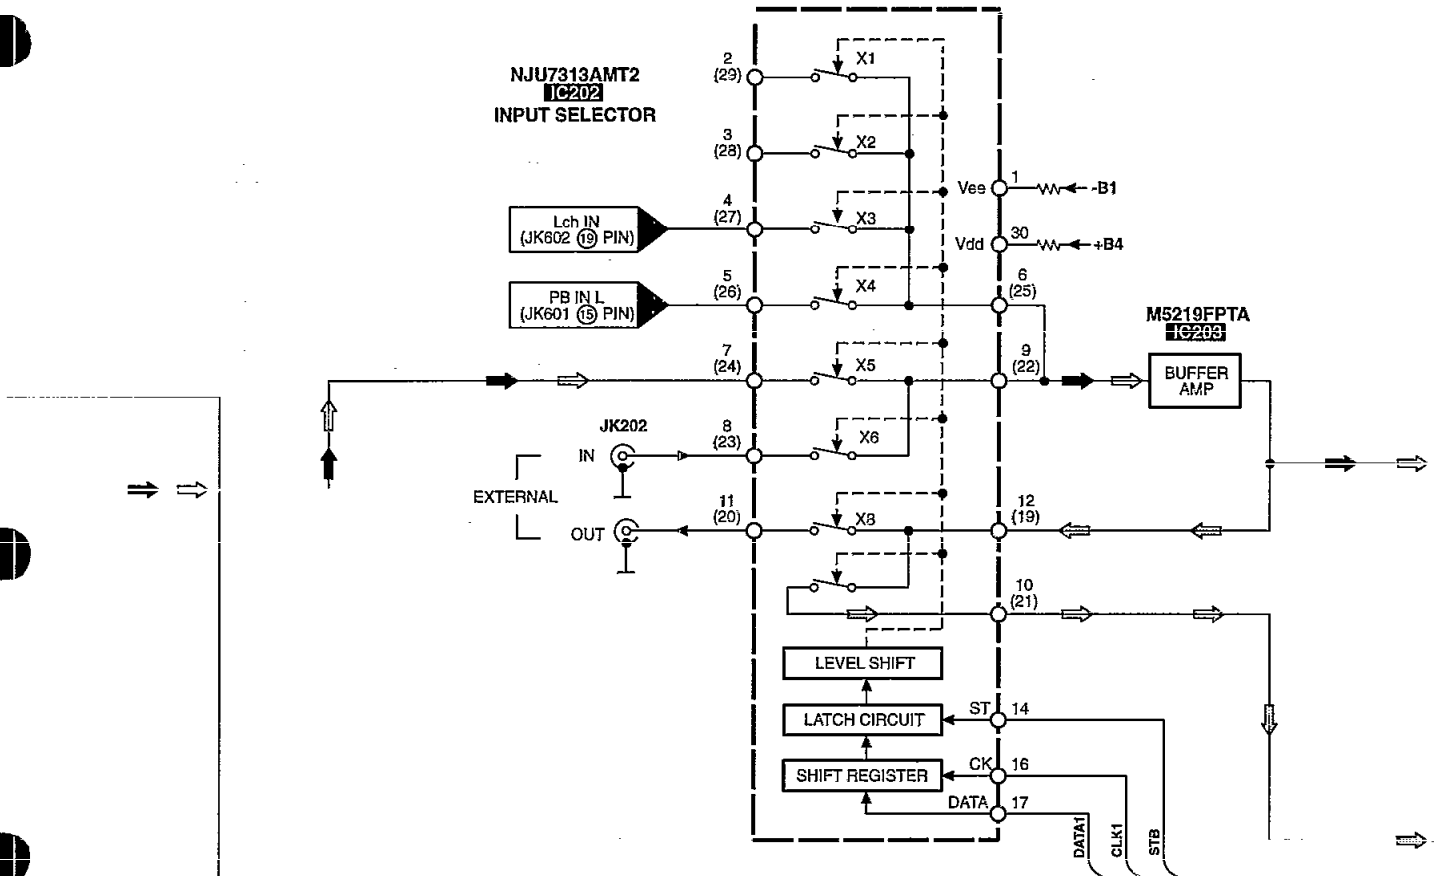 NJU7313AMT2
IC202
INPUT SELECTOR
2
(29)
X1
3
(28)
X2
4
(27)
X3
Lch IN
(JK602 19 PIN)
5
(26)
X4
PB IN L
(JK601 15 PIN)
7
(24)
X5
JK202
8
(23)
X6
IN
EXTERNAL
OUT
11
(20)
X8
Vee
1
-B1
Vdd
30
+B4
6
(25)
9
(22)
M5219FPTA
IC203
BUFFER
AMP
12
(19)
10
(21)
LEVEL SHIFT
LATCH CIRCUIT
ST
14
SHIFT REGISTER
CK
16
DATA
17
DATA1
CLK1
STB